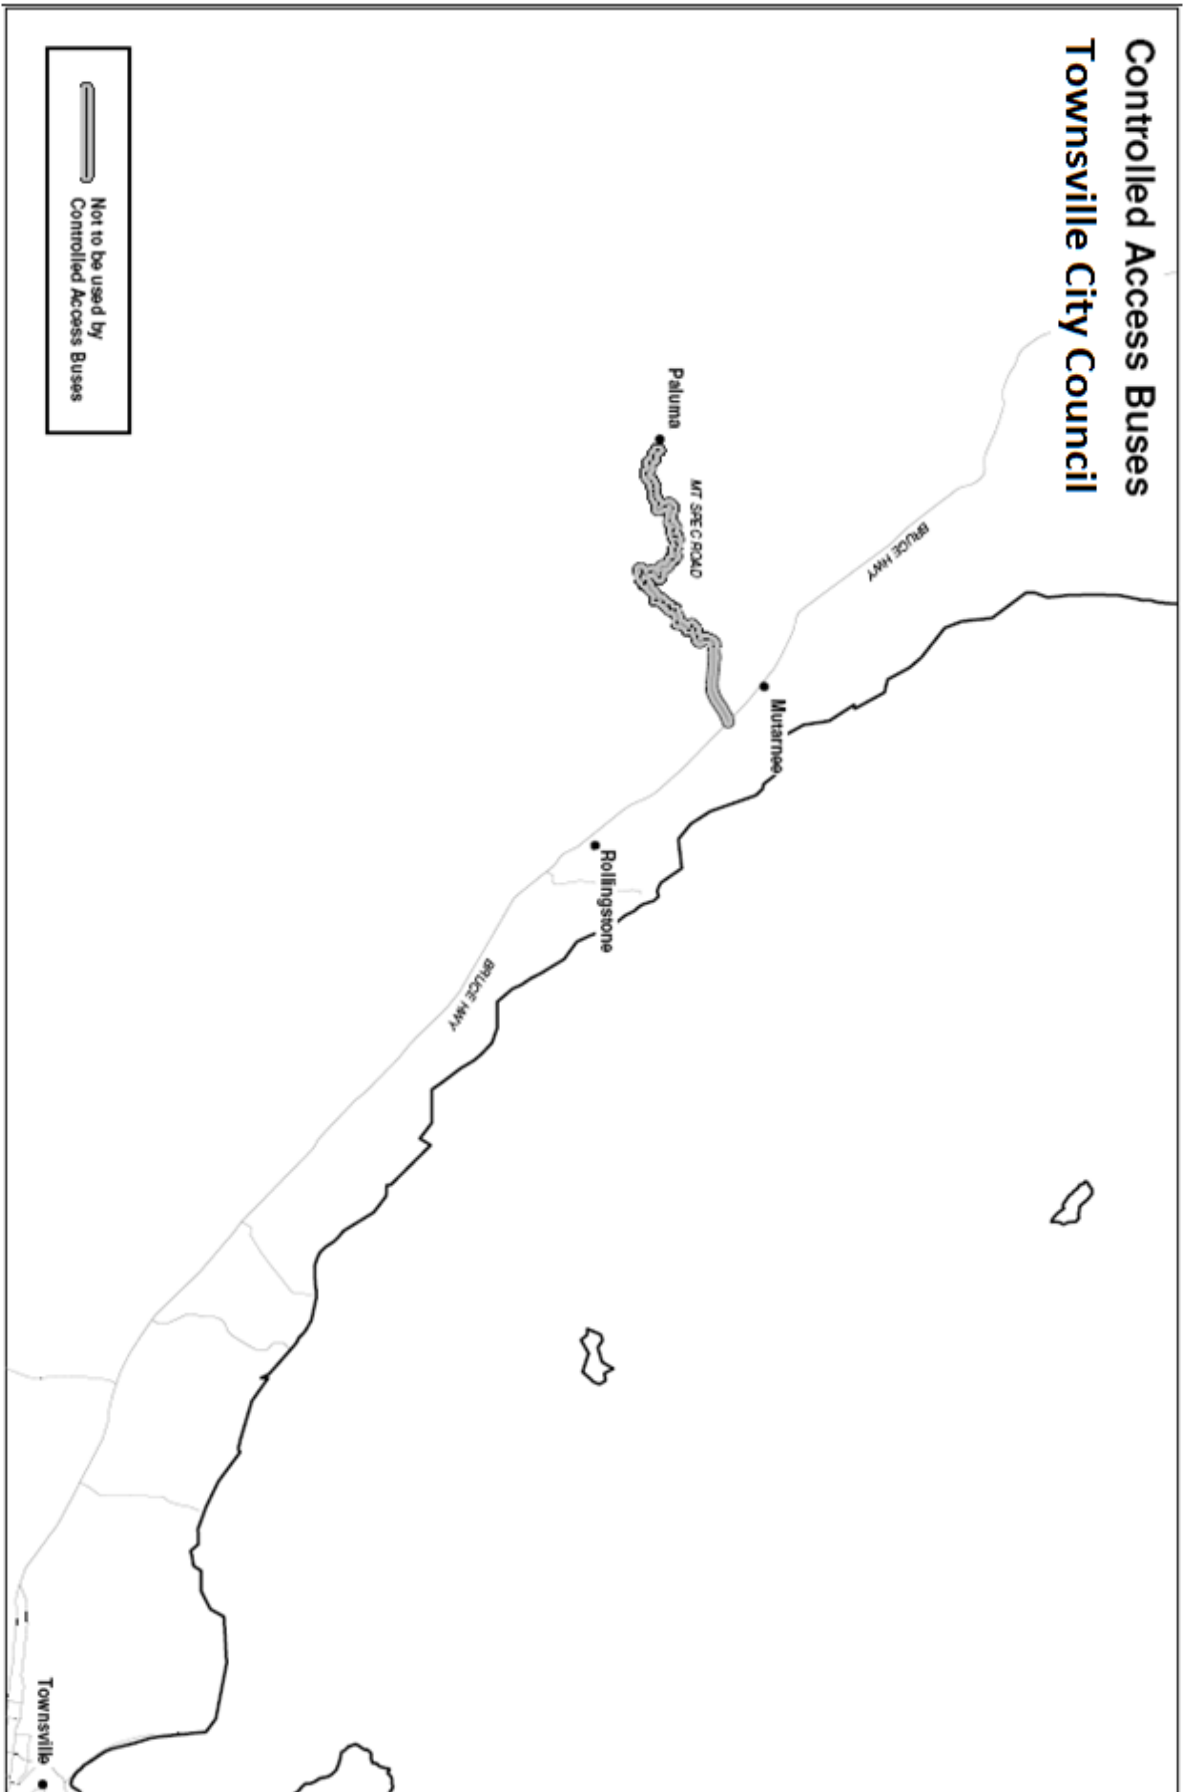 Controlled Access Buses
Townsville City Council
BRUCE HWY
Paluma
MT SPEC ROAD
Mutarnee
Rollingstone
BRUCE HWY
Townsville
Not to be used by
Controlled Access Buses